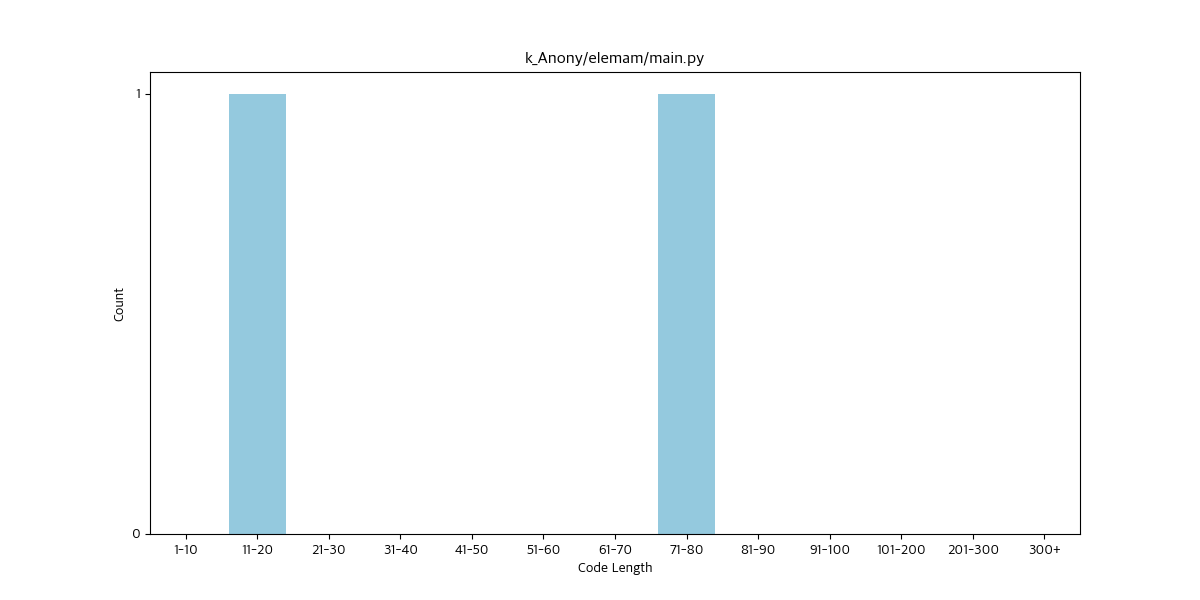 k_Anony/elemam/main.py
Count
1
0
1-10 11-20 21-30 31-40 41-50 51-60 61-70 71-80 81-90 91-100 101-200 201-300 300+
Code Length